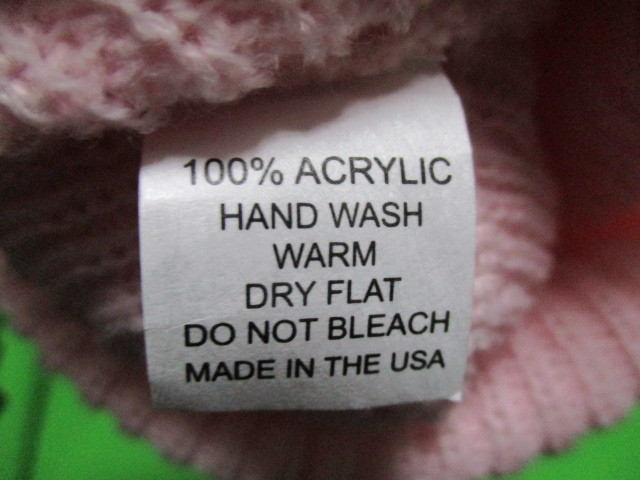 100% ACRYLIC
HAND WASH
WARM
DRY FLAT
DO NOT BLEACH
MADE IN THE USA